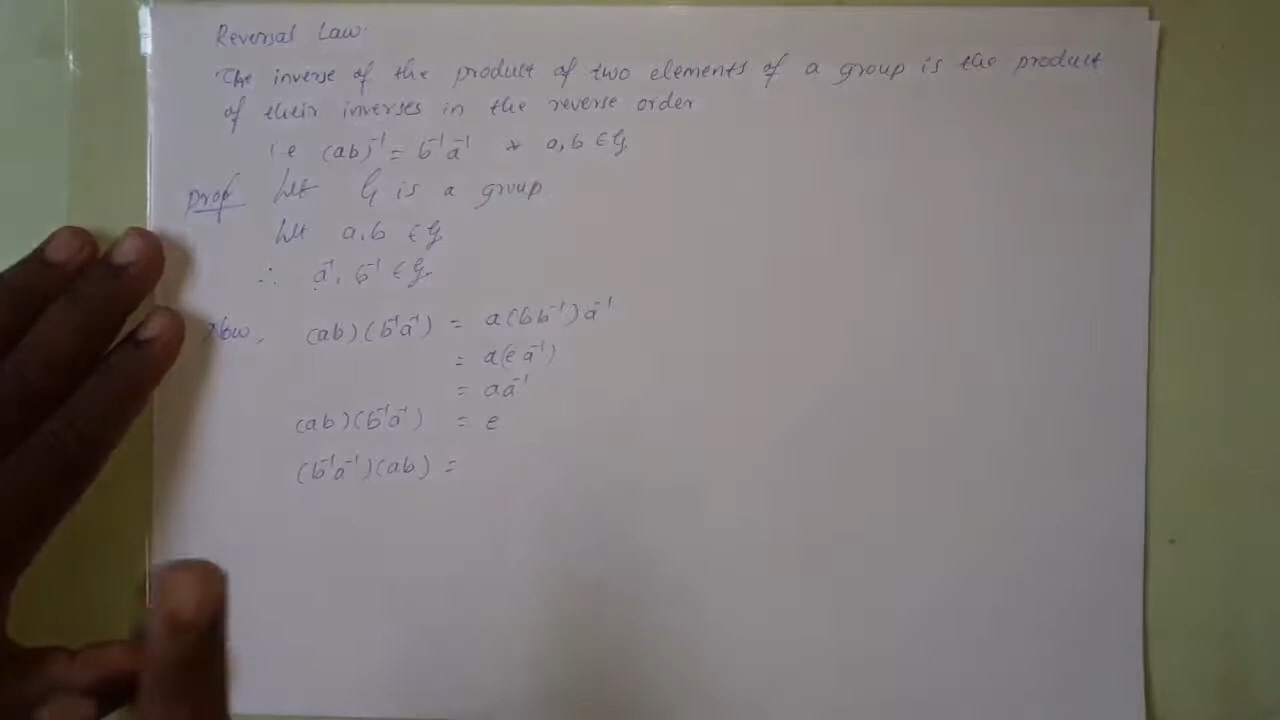 Reversal Law.
The inverse of the product of two elements of a group is the product
of their inverses in the reverse order
i.e (ab)⁻¹ = b⁻¹a⁻¹ ∀ a,b ∈ G.
Proof Let G is a group.
Let a,b ∈ G
∴ a⁻¹, b⁻¹ ∈ G.
Now, (ab)(b⁻¹a⁻¹) = a(bb⁻¹)a⁻¹
= a(e a⁻¹)
= aa⁻¹
(ab)(b⁻¹a⁻¹) = e
(b⁻¹a⁻¹)(ab) =